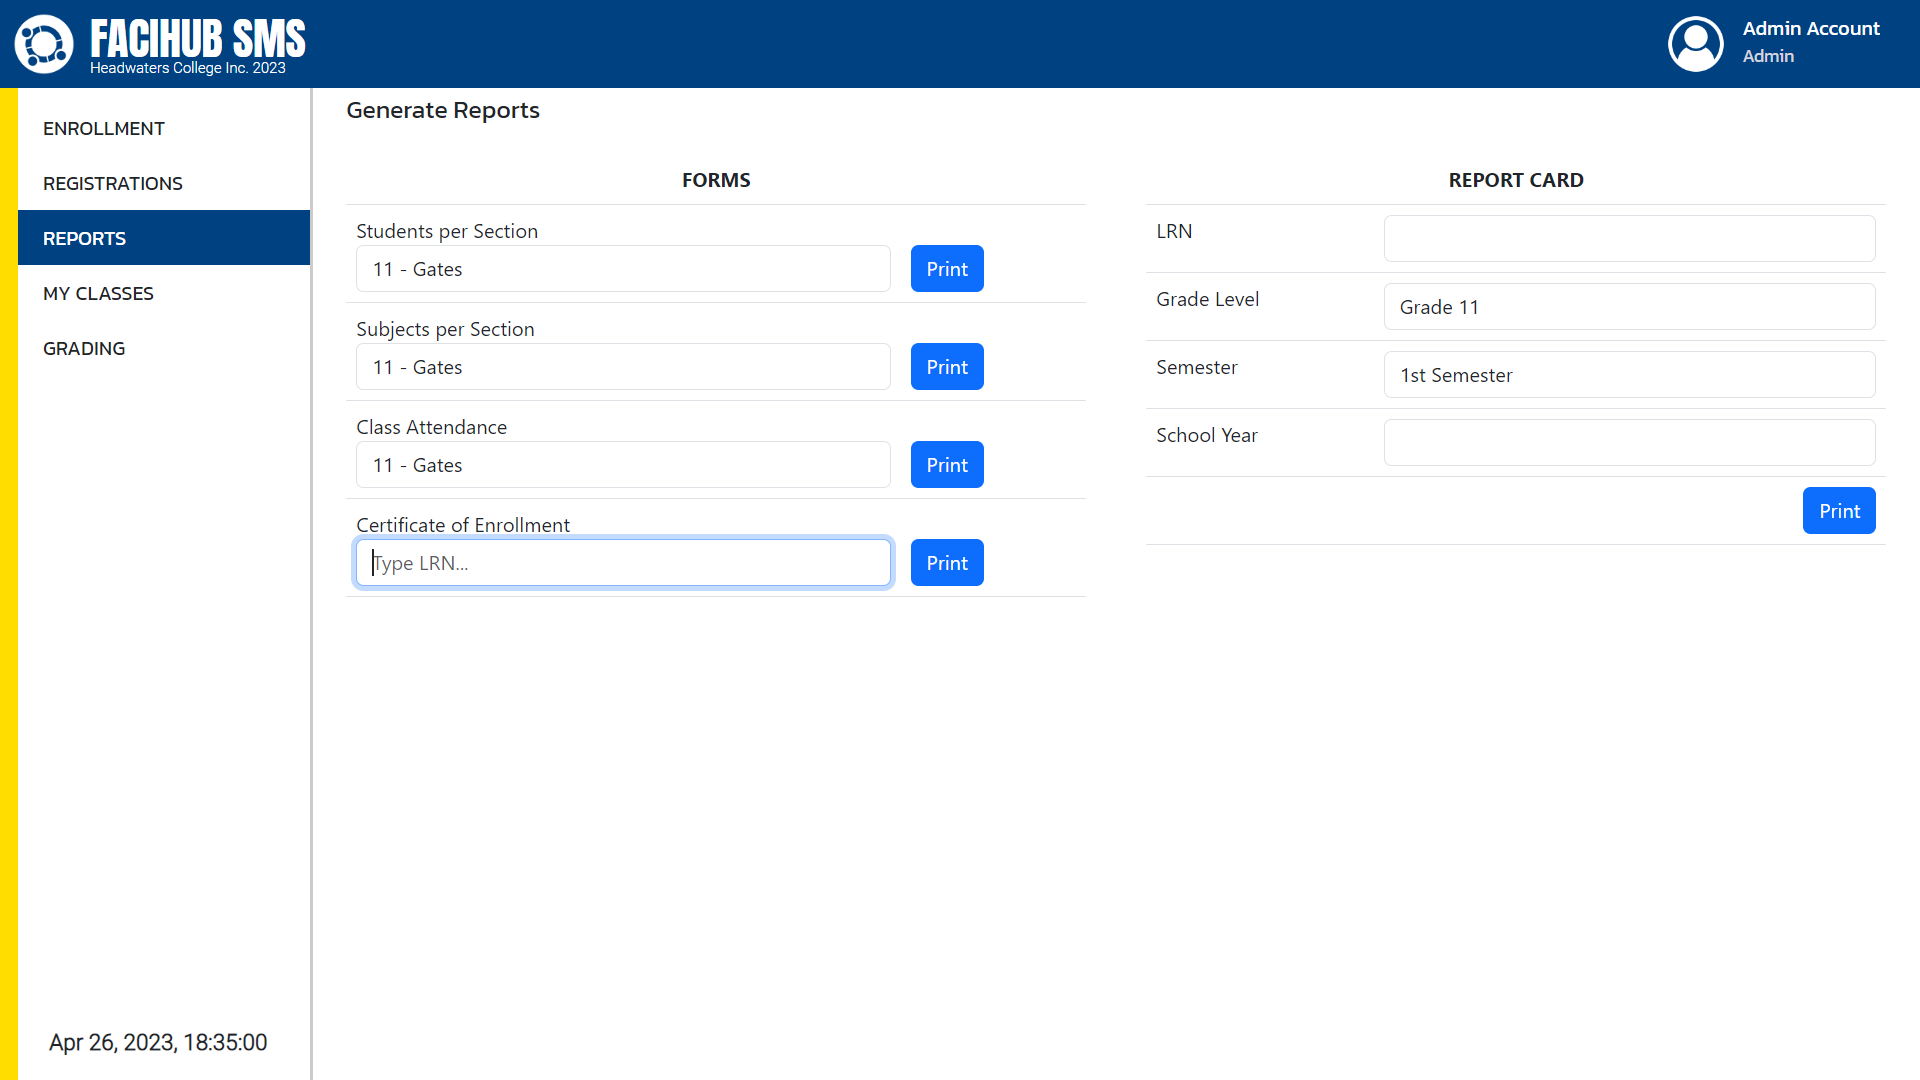 FACIHUB SMS
Headwaters College Inc. 2023
Admin Account
Admin
ENROLLMENT
REGISTRATIONS
REPORTS
MY CLASSES
GRADING
Apr 26, 2023, 18:35:00
Generate Reports
FORMS
Students per Section
11 - Gates
Print
Subjects per Section
11 - Gates
Print
Class Attendance
11 - Gates
Print
Certificate of Enrollment
Type LRN...
Print
REPORT CARD
LRN
Grade Level
Grade 11
Semester
1st Semester
School Year
Print